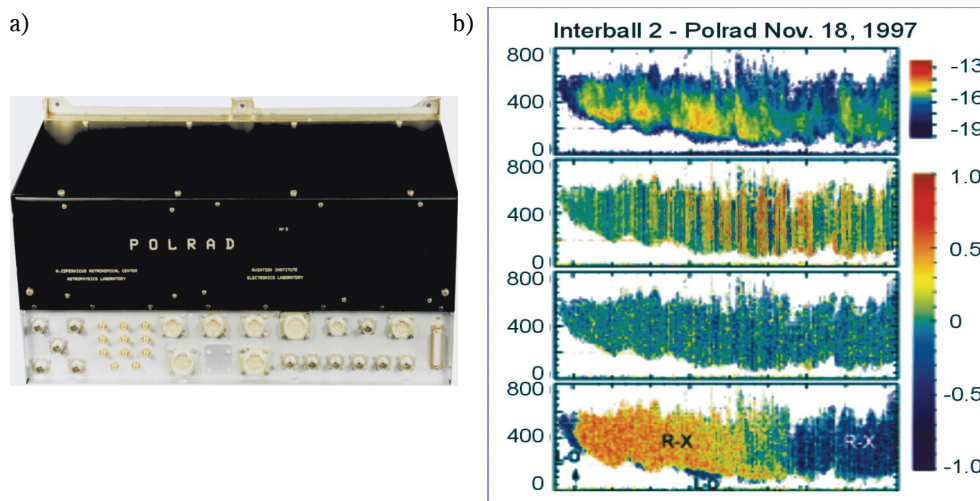 a)
POLRAD
Nr 2
N.COPERNICUS ASTRONOMICAL CENTER
ASTROPHYSICS LABORATORY
AVIATION INSTITUTE
ELECTRONICS LABORATORY
b)
Interball 2 - Polrad Nov. 18, 1997
800
400
0
-13
-16
-19
800
400
0
1.0
0.5
0
-0.5
-1.0
800
400
0
800
400
0
R-X
R-X
L-O
L-O